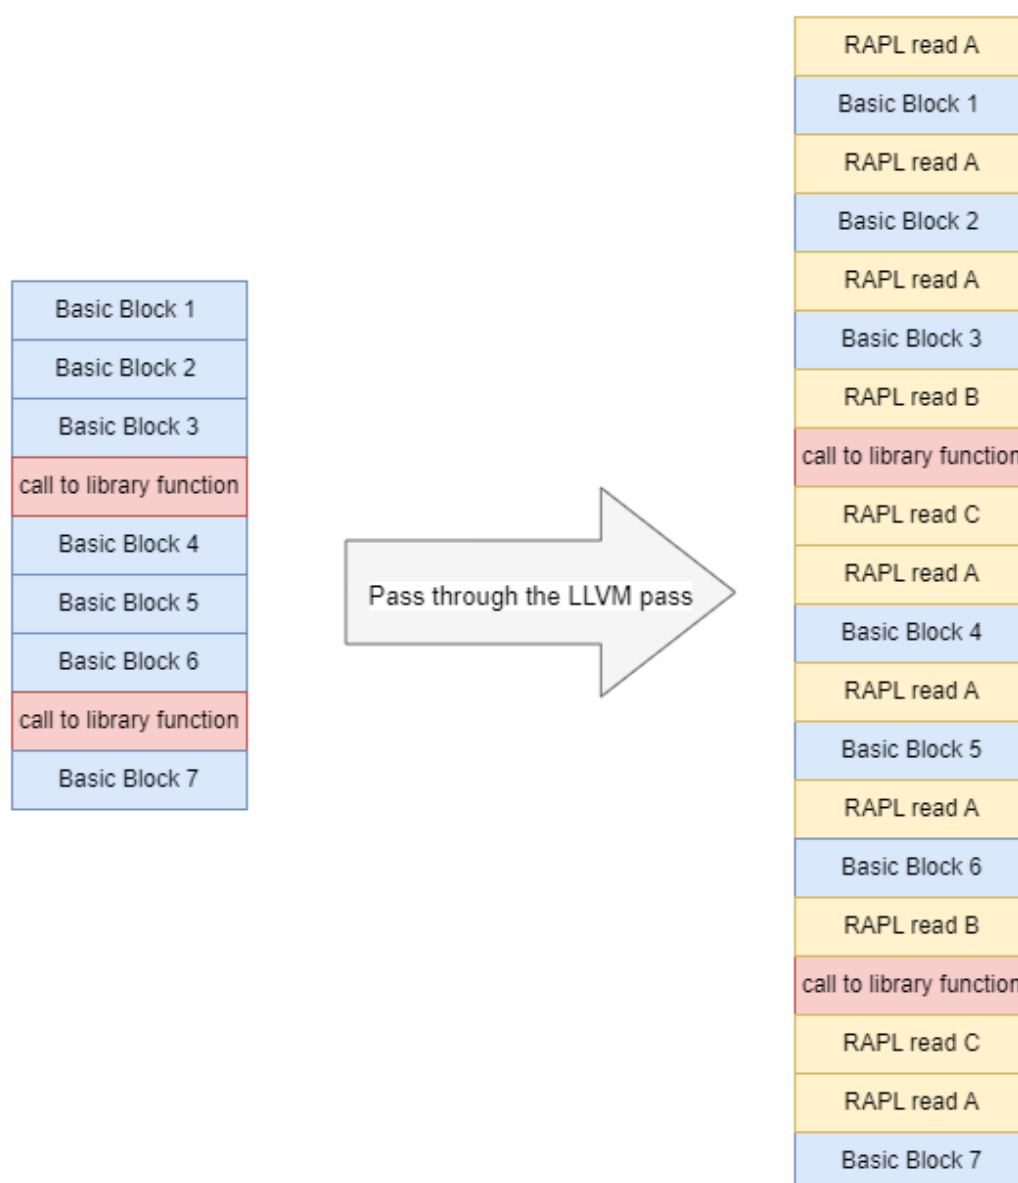 Basic Block 1
Basic Block 2
Basic Block 3
call to library function
Basic Block 4
Basic Block 5
Basic Block 6
call to library function
Basic Block 7
Pass through the LLVM pass
RAPL read A
Basic Block 1
RAPL read A
Basic Block 2
RAPL read A
Basic Block 3
RAPL read B
call to library function
RAPL read C
RAPL read A
Basic Block 4
RAPL read A
Basic Block 5
RAPL read A
Basic Block 6
RAPL read B
call to library function
RAPL read C
RAPL read A
Basic Block 7